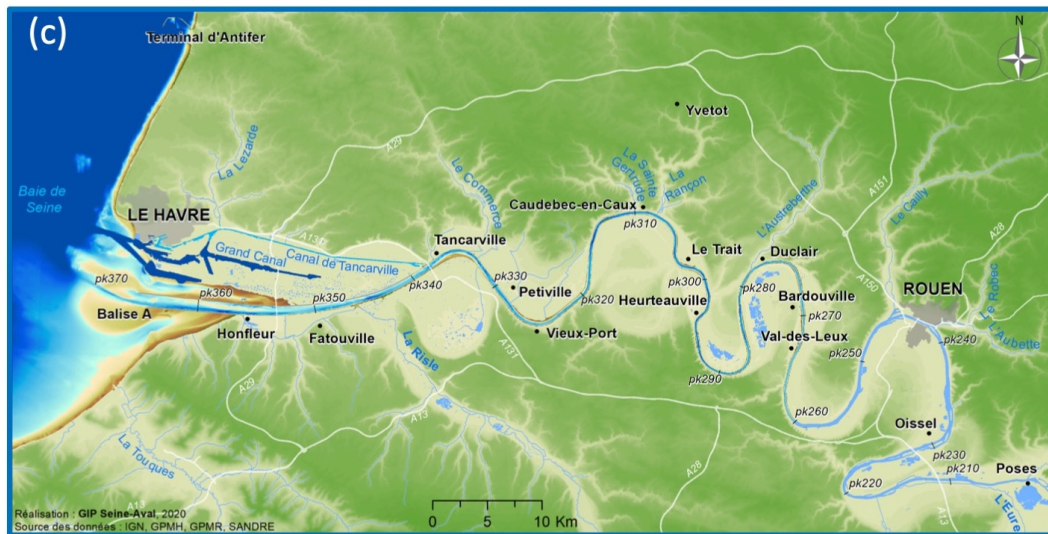 (c)
Terminal d'Antifer
N
Yvetot
A29
La Lezarde
Le Commerce
La Sainte
Gertrude
La
Rançon
L'Austreberthe
A151
Le Cailly
A28
Baie de
Seine
LE HAVRE
Caudebec-en-Caux
pk310
A131
Grand Canal
Canal de Tancarville
Tancarville
Le Trait
Duclair
A150
ROUEN
Le Robec
L'Aubette
pk370
pk360
pk350
pk340
pk330
Petiville
pk320
pk300
pk280
Heurteauville
Bardouville
pk270
Balise A
Honfleur
Fatouville
Vieux-Port
Val-des-Leux
pk250
pk240
La Risle
A131
pk290
A29
A13
pk260
Oissel
La Touques
A28
pk230
pk210
Poses
pk220
A13
L'Eure
Réalisation : GIP Seine-Aval, 2020
Source des données : IGN, GPMH, GPMR, SANDRE
0 5 10 Km